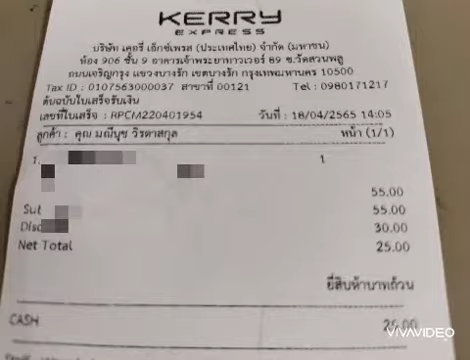 KERRY
EXPRESS
บริษัท เคอรี่ เอ็กซ์เพรส (ประเทศไทย) จำกัด (มหาชน)
ห้อง 906 ชั้น 9 อาคารเจ้าพระยาทาวเวอร์ 89 ซ.วัดสวนพลู
ถนนเจริญกรุง แขวงบางรัก เขตบางรัก กรุงเทพมหานคร 10500
Tax ID : 0107563000037 สาขาที่ 00121 Tel : 0980171217
ต้นฉบับใบเสร็จรับเงิน
เลขที่ใบเสร็จ : RPCM220401954 วันที่ : 18/04/2565 14:05
ลูกค้า : คุณ มณีนุช วิรตาสกุล หน้า (1/1)
1. 1
55.00
Sub 55.00
Disc 30.00
Net Total 25.00
ยี่สิบห้าบาทถ้วน
CASH
VIVAVIDEO